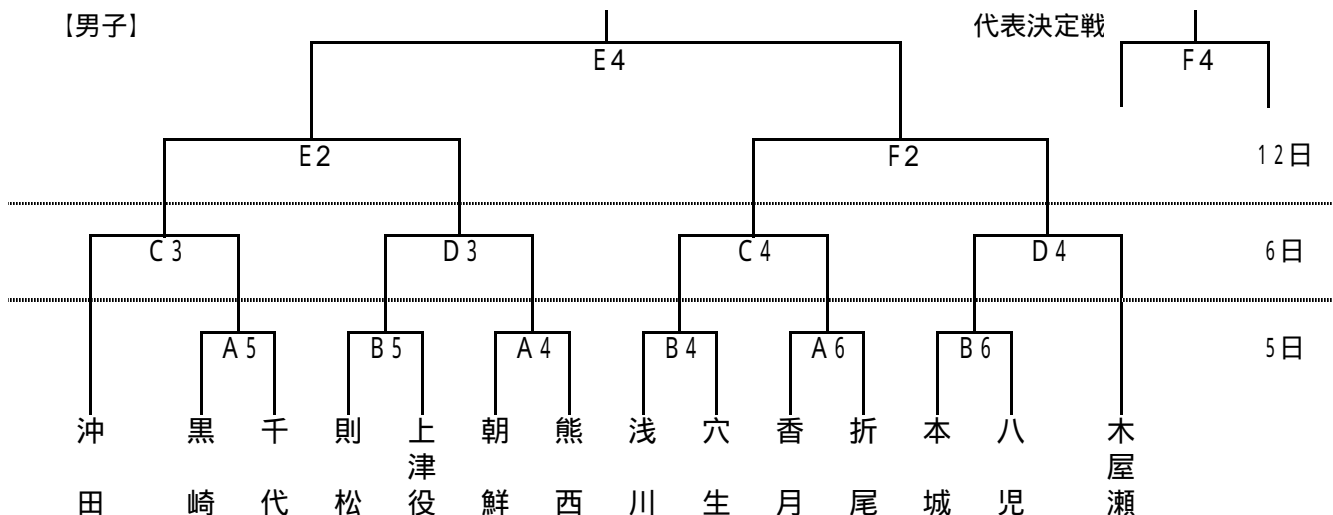 【男子】
代表決定戦
E4
F4
E2
F2
12日
C3
D3
C4
D4
6日
A5
B5
A4
B4
A6
B6
5日
沖田
黒崎
千代
則松
上津役
朝鮮
熊西
浅川
穴生
香月
折尾
本城
八児
木屋瀬